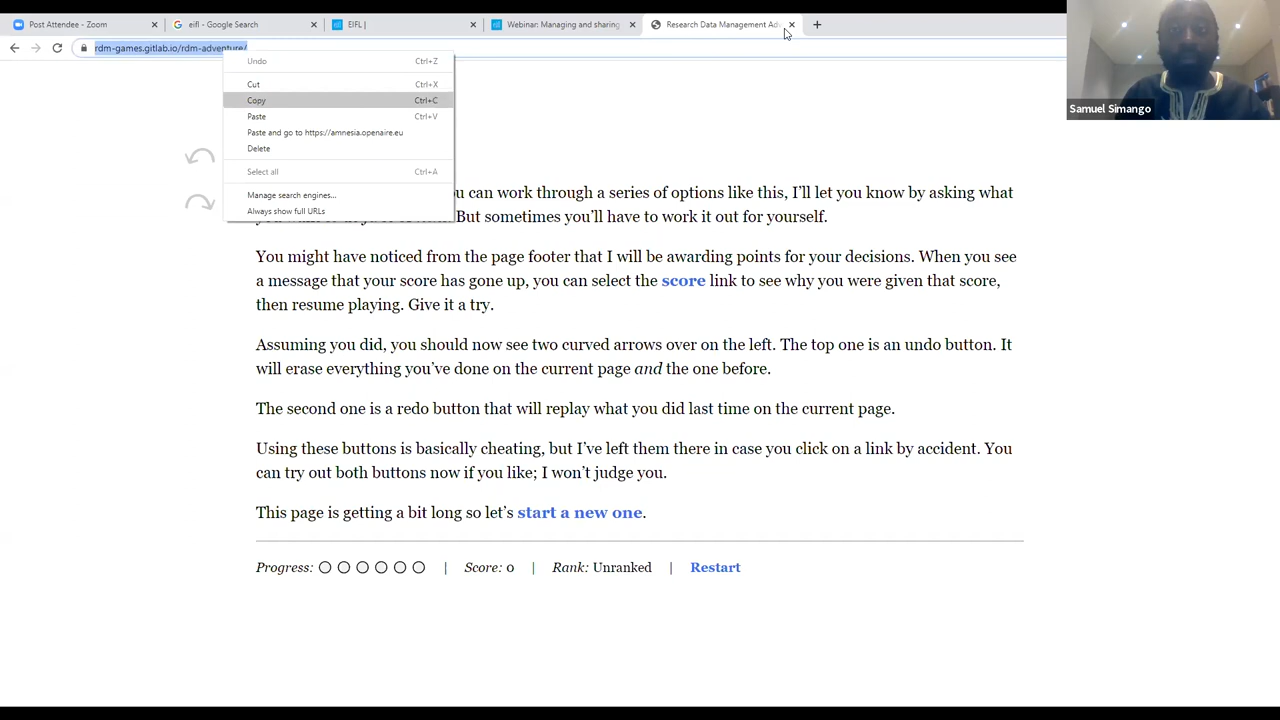 Post Attendee - Zoom
eifl - Google Search
EIFL |
Webinar: Managing and sharing
Research Data Management Adv
rdm-games.gitlab.io/rdm-adventure/
Samuel Simango
Undo Ctrl+Z
Cut Ctrl+X
Copy Ctrl+C
Paste Ctrl+V
Paste and go to https://amnesia.openaire.eu
Delete
Select all Ctrl+A
Manage search engines...
Always show full URLs
can work through a series of options like this, I'll let you know by asking what
But sometimes you'll have to work it out for yourself.
You might have noticed from the page footer that I will be awarding points for your decisions. When you see
a message that your score has gone up, you can select the score link to see why you were given that score,
then resume playing. Give it a try.
Assuming you did, you should now see two curved arrows over on the left. The top one is an undo button. It
will erase everything you've done on the current page and the one before.
The second one is a redo button that will replay what you did last time on the current page.
Using these buttons is basically cheating, but I've left them there in case you click on a link by accident. You
can try out both buttons now if you like; I won't judge you.
This page is getting a bit long so let's start a new one.
Progress: | Score: 0 | Rank: Unranked | Restart